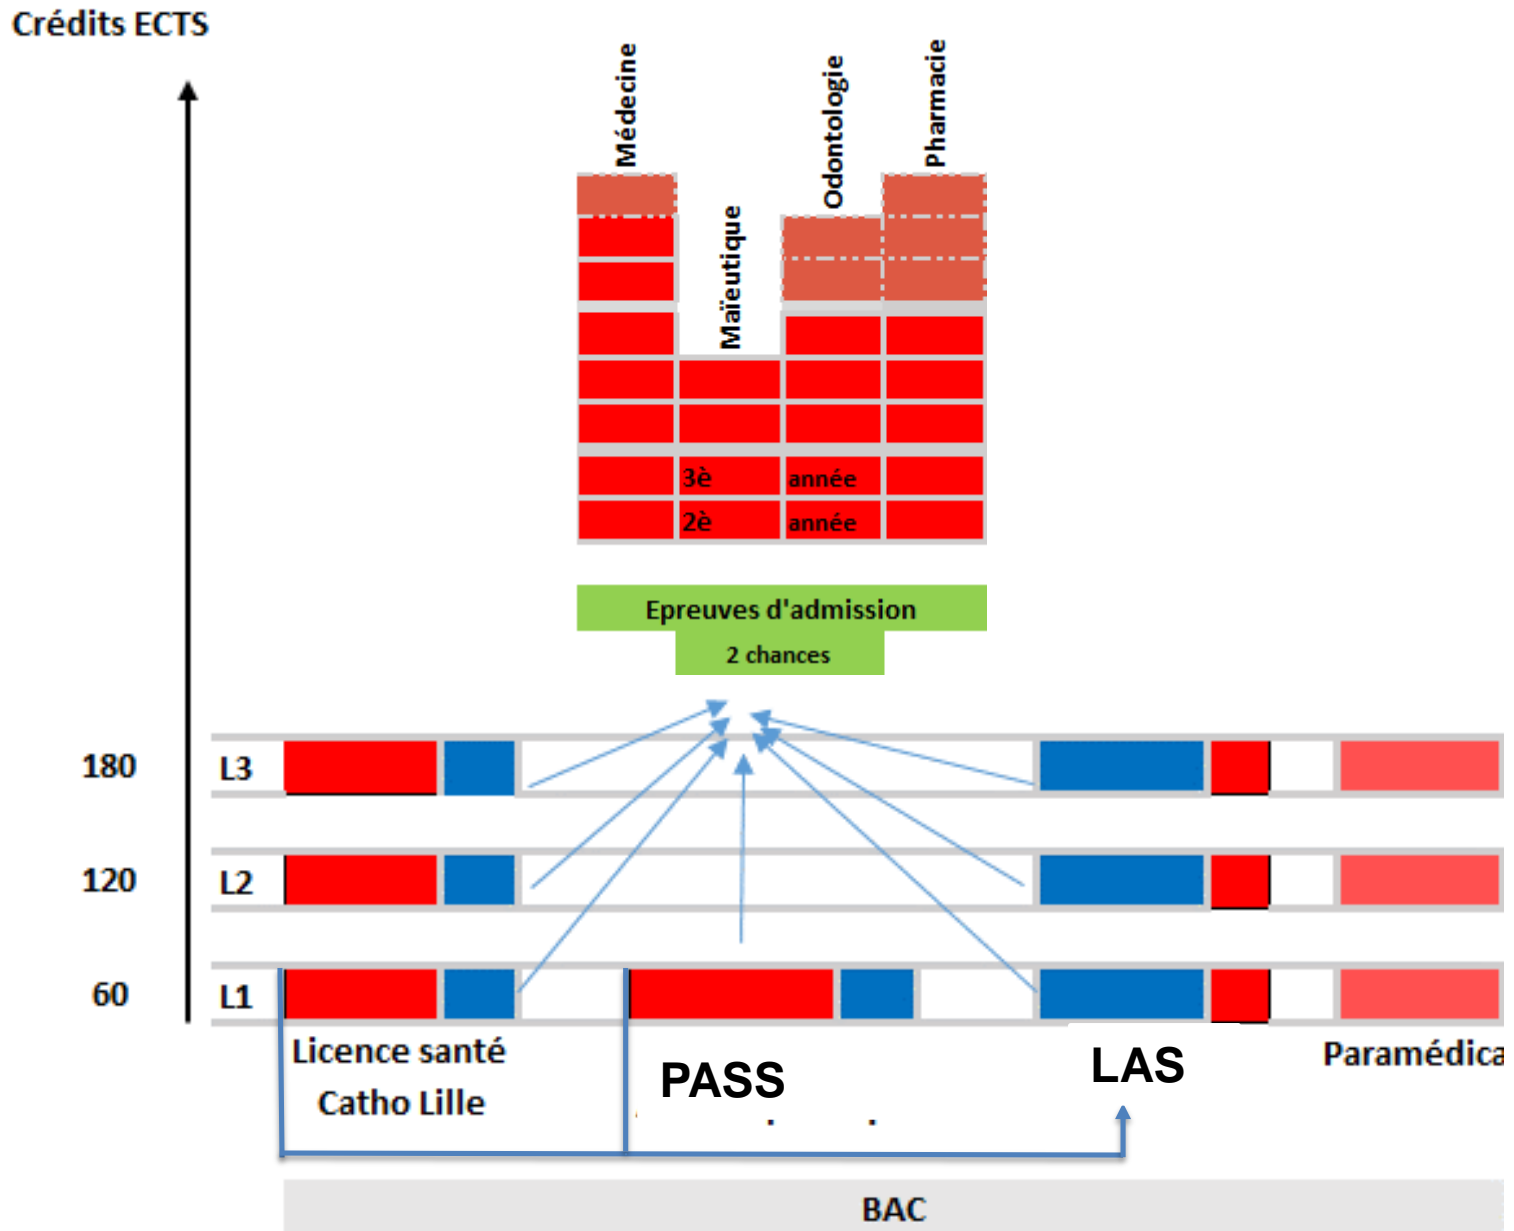 Crédits ECTS
Médecine
Maïeutique
Odontologie
Pharmacie
3è année
2è année
Epreuves d'admission
2 chances
180 L3
120 L2
60 L1
Licence santé
Catho Lille
PASS
LAS
Paramédica
BAC